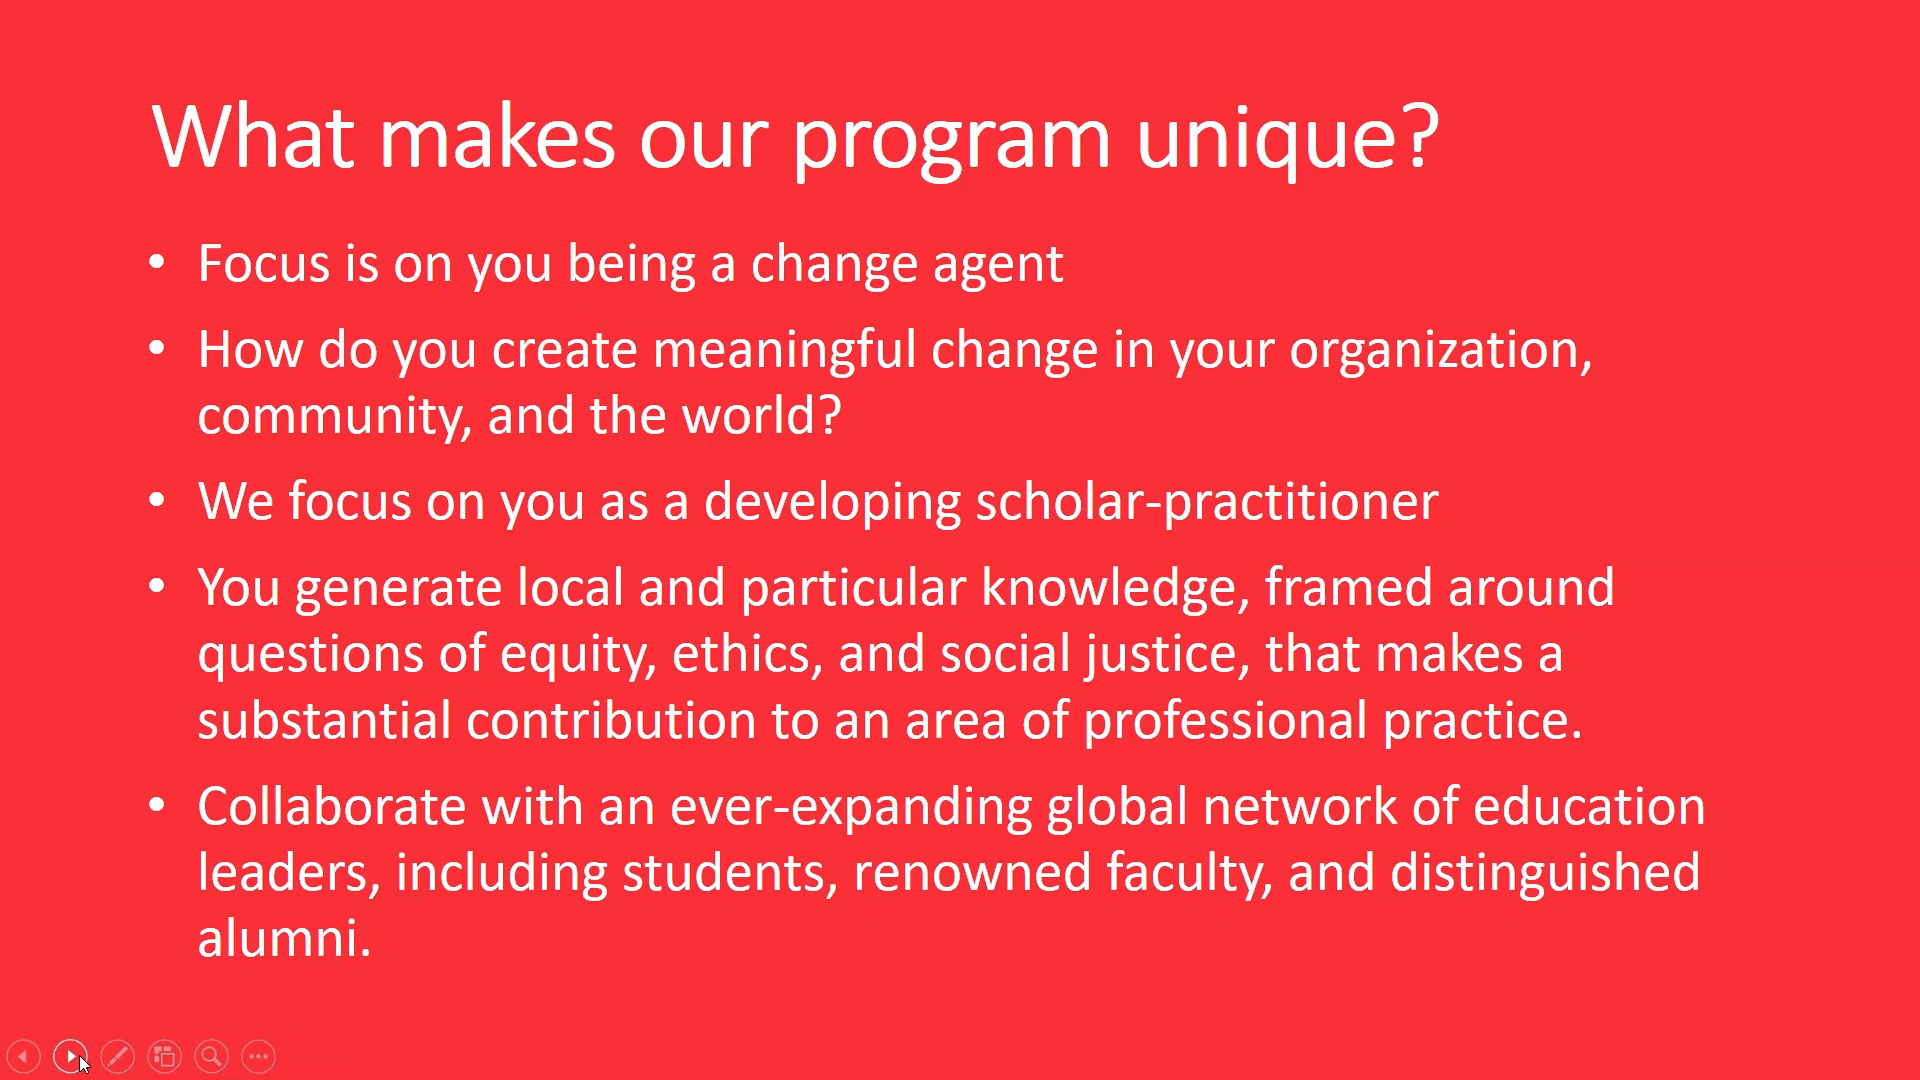 What makes our program unique?
• Focus is on you being a change agent
• How do you create meaningful change in your organization,
community, and the world?
• We focus on you as a developing scholar-practitioner
• You generate local and particular knowledge, framed around
questions of equity, ethics, and social justice, that makes a
substantial contribution to an area of professional practice.
• Collaborate with an ever-expanding global network of education
leaders, including students, renowned faculty, and distinguished
alumni.